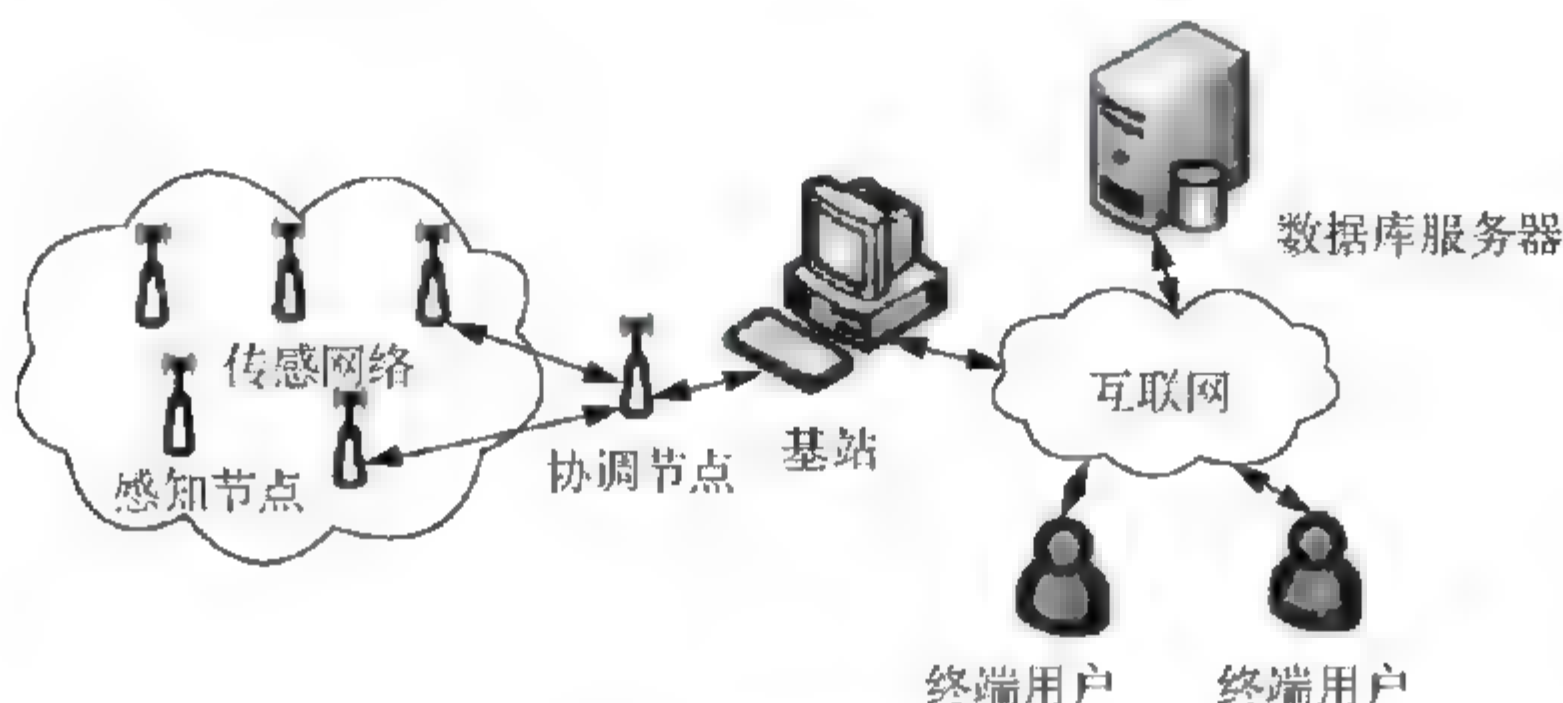 数据库服务器
传感网络
互联网
基站
协调节点
感知节点
终端用户
终端用户